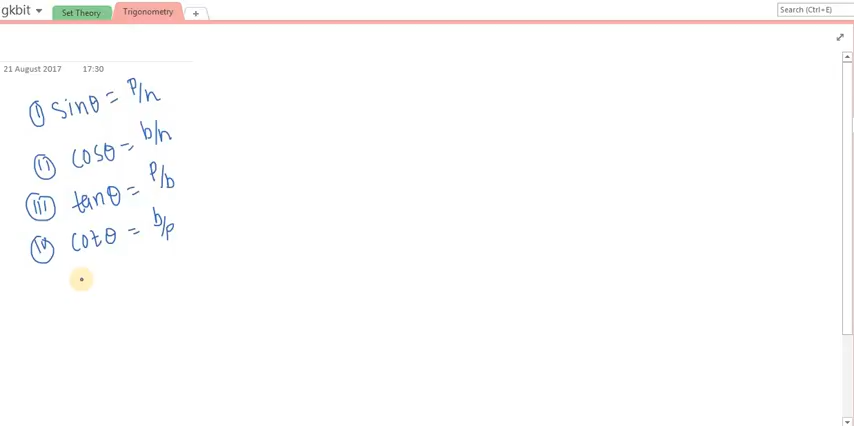 gkbit
Set Theory
Trigonometry
+
Search (Ctrl+E)
21 August 2017 17:30
(i) sinθ = p/h
(ii) cosθ = b/h
(iii) tanθ = p/b
(iv) cotθ = b/p